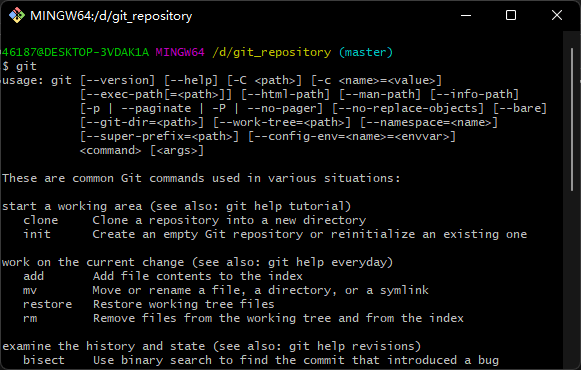 MINGW64:/d/git_repository
46187@DESKTOP-3VDAK1A MINGW64 /d/git_repository (master)
$ git
usage: git [--version] [--help] [-C <path>] [-c <name>=<value>]
           [--exec-path[=<path>]] [--html-path] [--man-path] [--info-path]
           [-p | --paginate | -P | --no-pager] [--no-replace-objects] [--bare]
           [--git-dir=<path>] [--work-tree=<path>] [--namespace=<name>]
           [--super-prefix=<path>] [--config-env=<name>=<envvar>]
           <command> [<args>]
These are common Git commands used in various situations:
start a working area (see also: git help tutorial)
   clone     Clone a repository into a new directory
   init      Create an empty Git repository or reinitialize an existing one
work on the current change (see also: git help everyday)
   add       Add file contents to the index
   mv        Move or rename a file, a directory, or a symlink
   restore   Restore working tree files
   rm        Remove files from the working tree and from the index
examine the history and state (see also: git help revisions)
   bisect    Use binary search to find the commit that introduced a bug